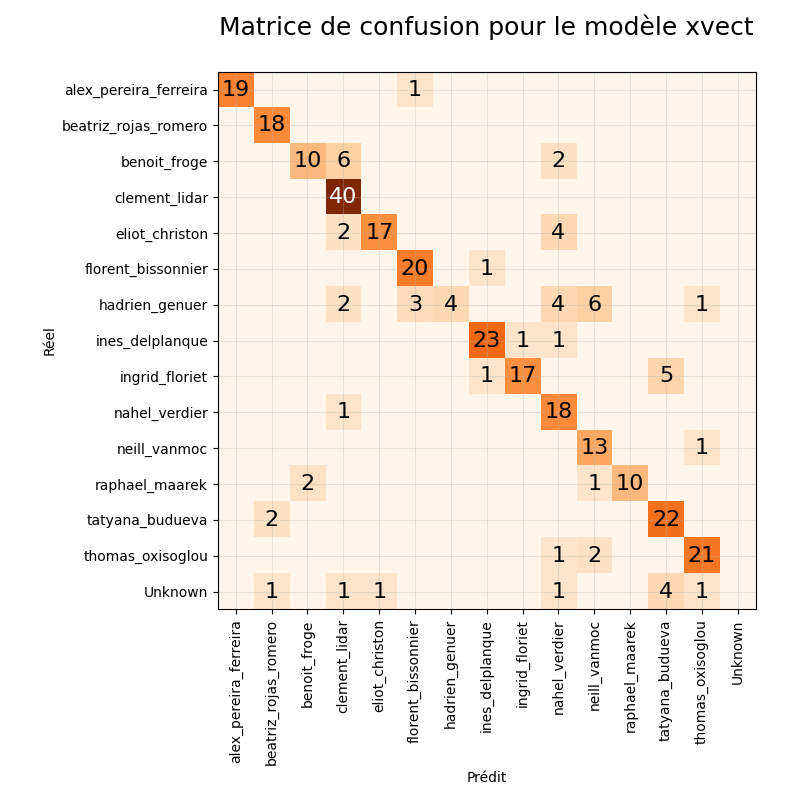 Matrice de confusion pour le modèle xvect
alex_pereira_ferreira 19 1
beatriz_rojas_romero 18
benoit_froge 10 6 2
clement_lidar 40
eliot_christon 2 17 4
florent_bissonnier 20 1
hadrien_genuer 2 3 4 4 6 1
Réel
ines_delplanque 23 1 1
ingrid_floriet 1 17 5
nahel_verdier 1 18
neill_vanmoc 13 1
raphael_maarek 2 1 10
tatyana_budueva 2 22
thomas_oxisoglou 1 2 21
Unknown 1 1 1 1 4 1
alex_pereira_ferreira
beatriz_rojas_romero
benoit_froge
clement_lidar
eliot_christon
florent_bissonnier
hadrien_genuer
ines_delplanque
ingrid_floriet
nahel_verdier
neill_vanmoc
raphael_maarek
tatyana_budueva
thomas_oxisoglou
Unknown
Prédit